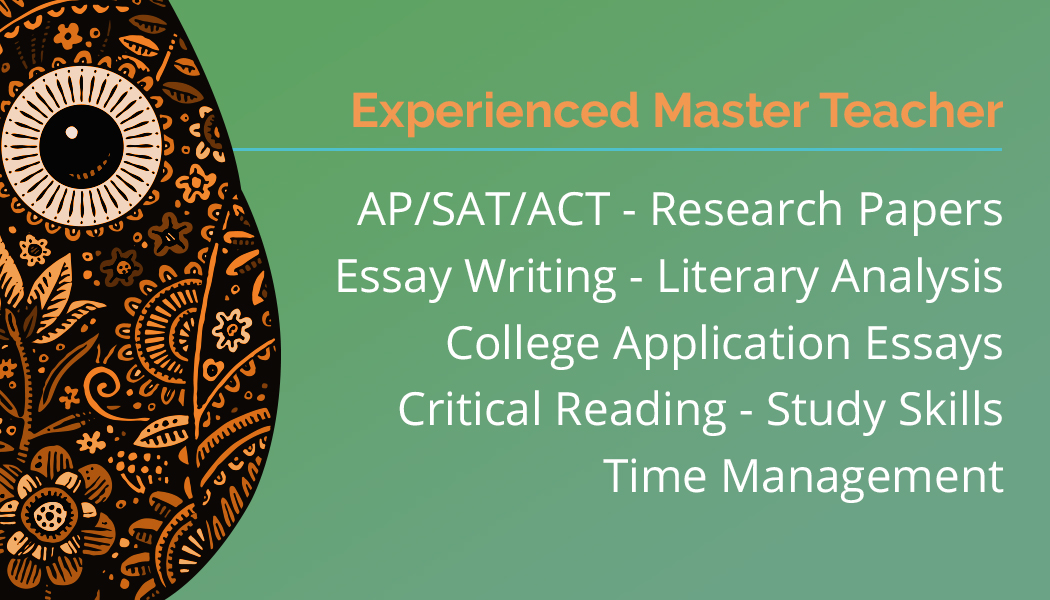 Experienced Master Teacher
AP/SAT/ACT - Research Papers
Essay Writing - Literary Analysis
College Application Essays
Critical Reading - Study Skills
Time Management